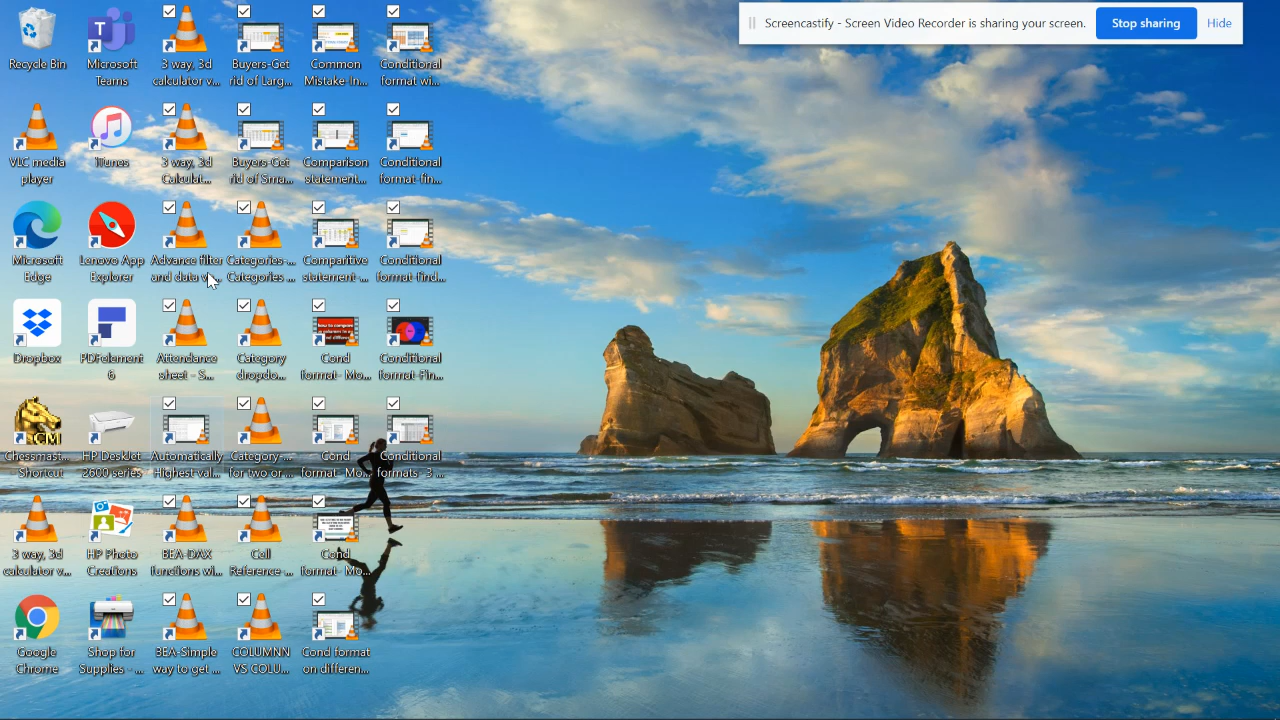 Screencastify - Screen Video Recorder is sharing your screen.
Stop sharing
Hide
Recycle Bin
Microsoft
Teams
3 way, 3d
calculator v...
Buyers-Get
rid of Larg...
Common
Mistake-In...
Conditional
format wi...
VLC media
player
iTunes
3 way, 3d
Calculat...
Buyers-Get
rid of Sma...
Comparison
statement...
Conditional
format-fin...
Microsoft
Edge
Lenovo App
Explorer
Advance filter
and data v...
Categories-...
Categories ...
Comparitive
statement-...
Conditional
format-find...
Dropbox
PDFelement
6
Attendance
sheet - S...
Category
dropdo...
Cond
format- Mo...
Conditional
format-Fin...
Chessmast...
Shortcut
HP DeskJet
2600 series
Automatically
Highest val...
Category-...
for two or...
Cond
format- Mo...
Conditional
formats- 3 ...
3 way, 3d
calculator v...
HP Photo
Creations
BEA-DAX
functions wi...
Cell
Reference-...
Cond
format- Mo...
Google
Chrome
Shop for
Supplies - ...
BEA-Simple
way to get ...
COLUMNN
VS COLU...
Cond format
on differen...